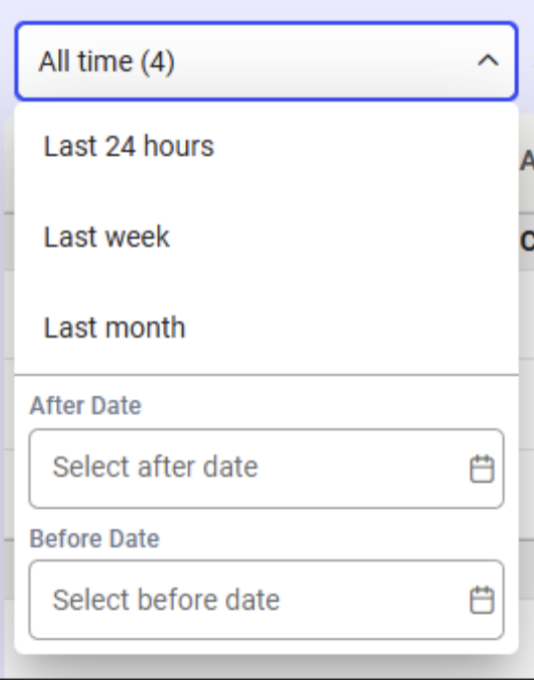 All time (4)
Last 24 hours
Last week
Last month
After Date
Select after date
Before Date
Select before date